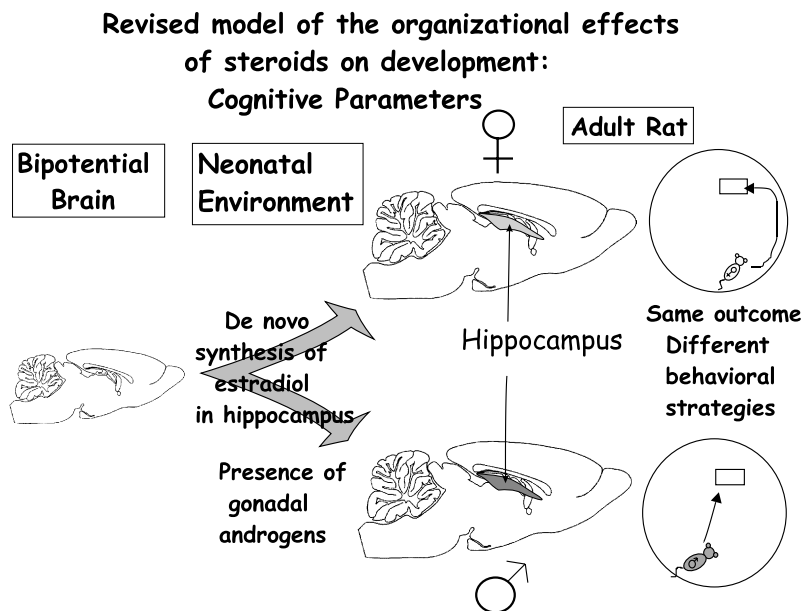 Revised model of the organizational effects
of steroids on development:
Cognitive Parameters
Adult Rat
Bipotential
Brain
Neonatal
Environment
De novo
synthesis of
estradiol
in hippocampus
Presence of
gonadal
androgens
Hippocampus
Same outcome
Different
behavioral
strategies